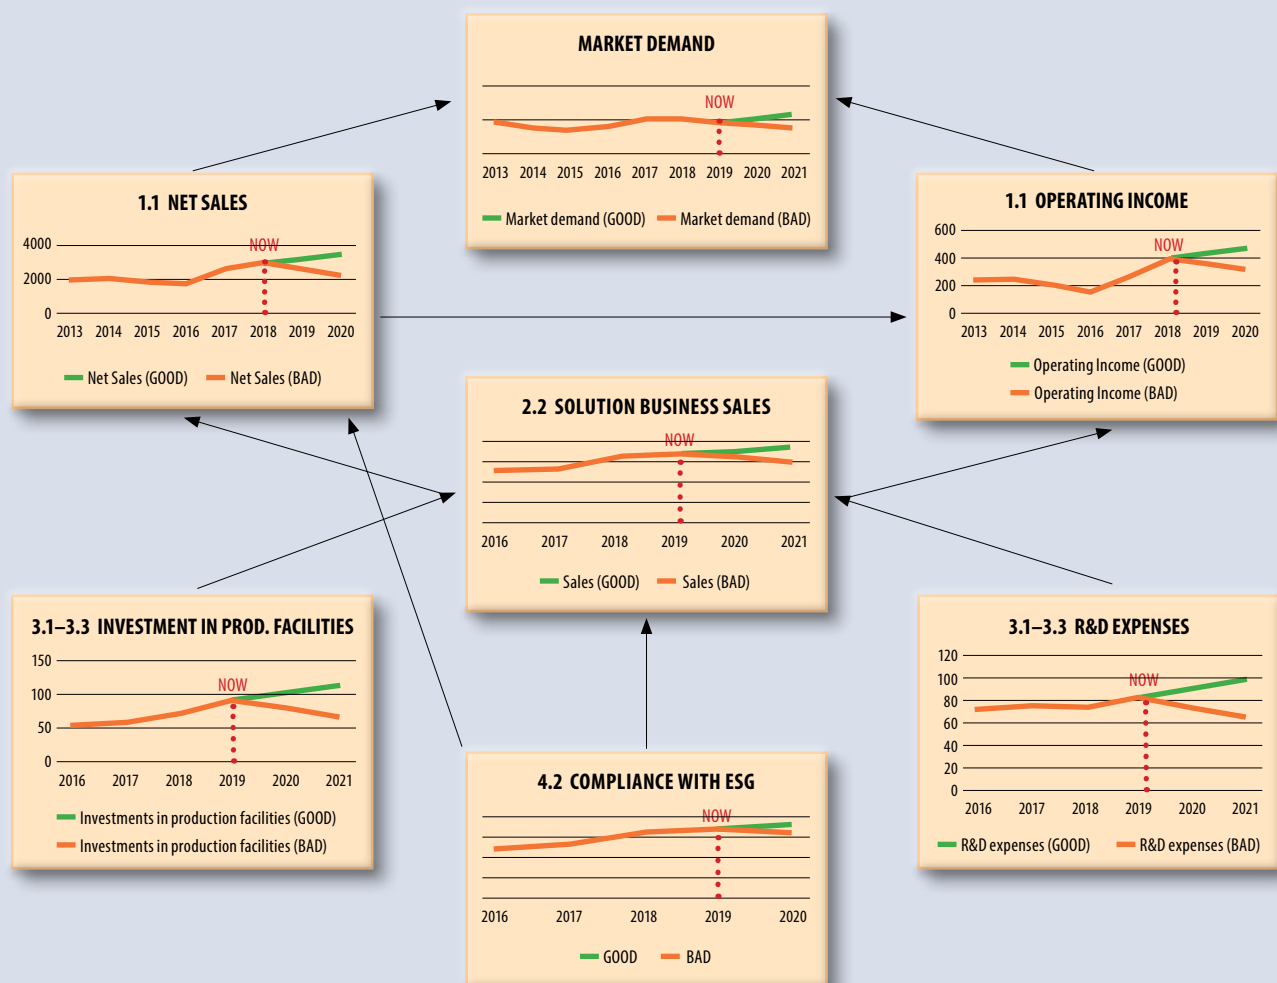 MARKET DEMAND
NOW
2013 2014 2015 2016 2017 2018 2019 2020 2021
Market demand (GOOD) Market demand (BAD)
1.1 NET SALES
4000
NOW
2000
0
2013 2014 2015 2016 2017 2018 2019 2020
Net Sales (GOOD) Net Sales (BAD)
1.1 OPERATING INCOME
600
NOW
400
200
0
2013 2014 2015 2016 2017 2018 2019 2020
Operating Income (GOOD)
Operating Income (BAD)
2.2 SOLUTION BUSINESS SALES
NOW
2016 2017 2018 2019 2020 2021
Sales (GOOD) Sales (BAD)
3.1–3.3 INVESTMENT IN PROD. FACILITIES
150
NOW
100
50
0
2016 2017 2018 2019 2020 2021
Investments in production facilities (GOOD)
Investments in production facilities (BAD)
4.2 COMPLIANCE WITH ESG
NOW
2016 2017 2018 2019 2020
GOOD BAD
3.1–3.3 R&D EXPENSES
120
100
NOW
80
60
40
20
0
2016 2017 2018 2019 2020 2021
R&D expenses (GOOD) R&D expenses (BAD)